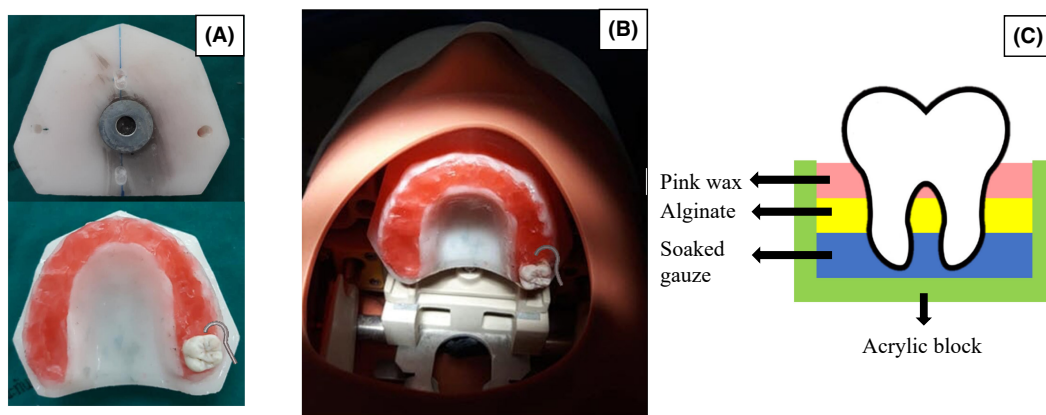 (A)
(B)
(C)
Pink wax
Alginate
Soaked
gauze
Acrylic block